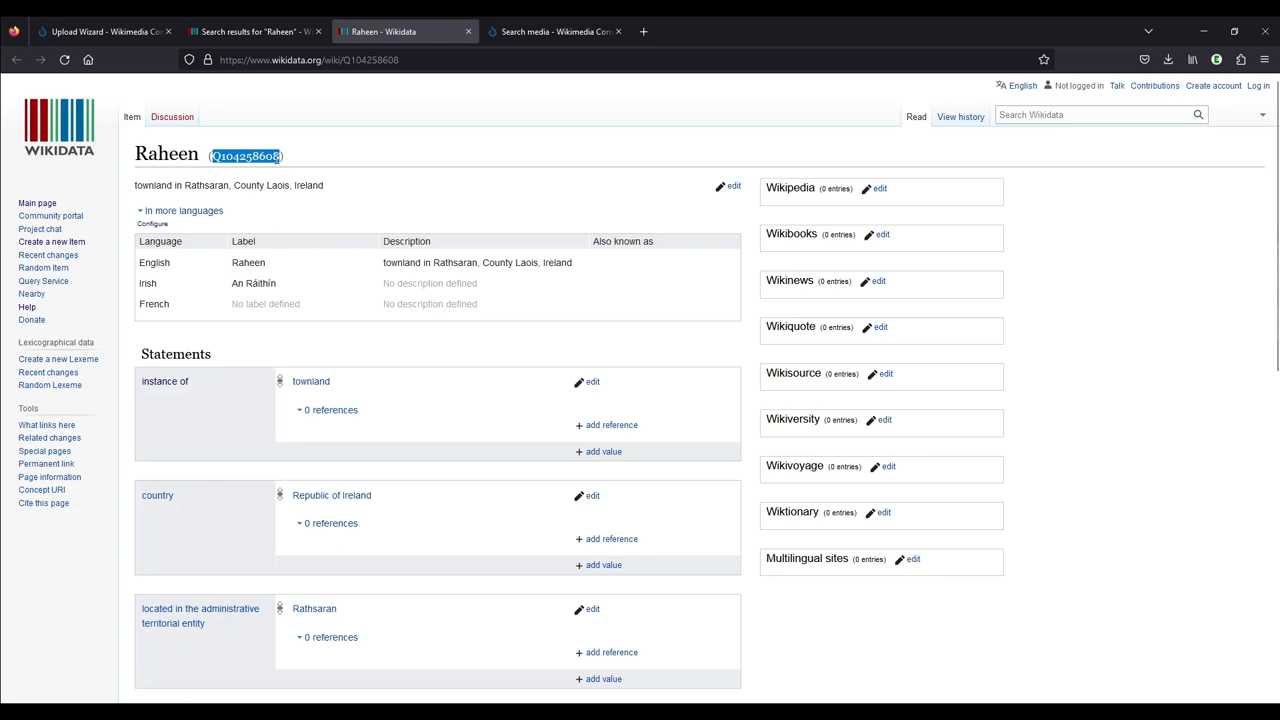 Upload Wizard - Wikimedia Co
Search results for "Raheen" - W
Raheen - Wikidata
Search media - Wikimedia Com
https://www.wikidata.org/wiki/Q104258608
English Not logged in Talk Contributions Create account Log in
Item Discussion Read View history Search Wikidata
WIKIDATA
Raheen (Q104258608)
townland in Rathsaran, County Laois, Ireland edit
In more languages
Configure
Language Label Description Also known as
English Raheen townland in Rathsaran, County Laois, Ireland
Irish An Ráithín No description defined
French No label defined No description defined
Statements
instance of townland edit
0 references
+ add reference
+ add value
country Republic of Ireland edit
0 references
+ add reference
+ add value
located in the administrative territorial entity Rathsaran edit
0 references
+ add reference
+ add value
Main page
Community portal
Project chat
Create a new Item
Recent changes
Random Item
Query Service
Nearby
Help
Donate
Lexicographical data
Create a new Lexeme
Recent changes
Random Lexeme
Tools
What links here
Related changes
Special pages
Permanent link
Page information
Concept URI
Cite this page
Wikipedia (0 entries) edit
Wikibooks (0 entries) edit
Wikinews (0 entries) edit
Wikiquote (0 entries) edit
Wikisource (0 entries) edit
Wikiversity (0 entries) edit
Wikivoyage (0 entries) edit
Wiktionary (0 entries) edit
Multilingual sites (0 entries) edit